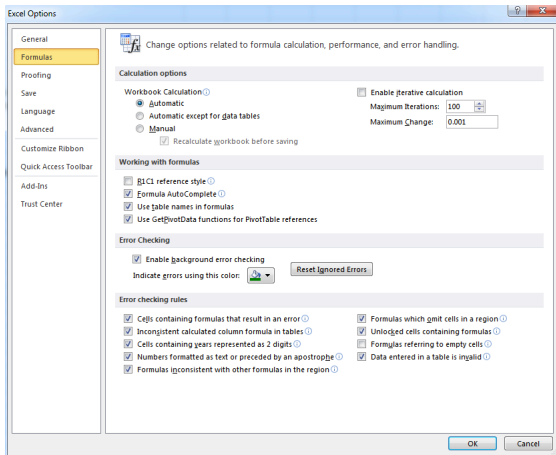 Excel Options
General
Formulas
Proofing
Save
Language
Advanced
Customize Ribbon
Quick Access Toolbar
Add-Ins
Trust Center
Change options related to formula calculation, performance, and error handling.
Calculation options
Workbook Calculation
Automatic
Automatic except for data tables
Manual
Recalculate workbook before saving
Enable iterative calculation
Maximum Iterations: 100
Maximum Change: 0.001
Working with formulas
R1C1 reference style
Formula AutoComplete
Use table names in formulas
Use GetPivotData functions for PivotTable references
Error Checking
Enable background error checking
Indicate errors using this color:
Reset Ignored Errors
Error checking rules
Cells containing formulas that result in an error
Inconsistent calculated column formula in tables
Cells containing years represented as 2 digits
Numbers formatted as text or preceded by an apostrophe
Formulas inconsistent with other formulas in the region
Formulas which omit cells in a region
Unlocked cells containing formulas
Formulas referring to empty cells
Data entered in a table is invalid
OK
Cancel